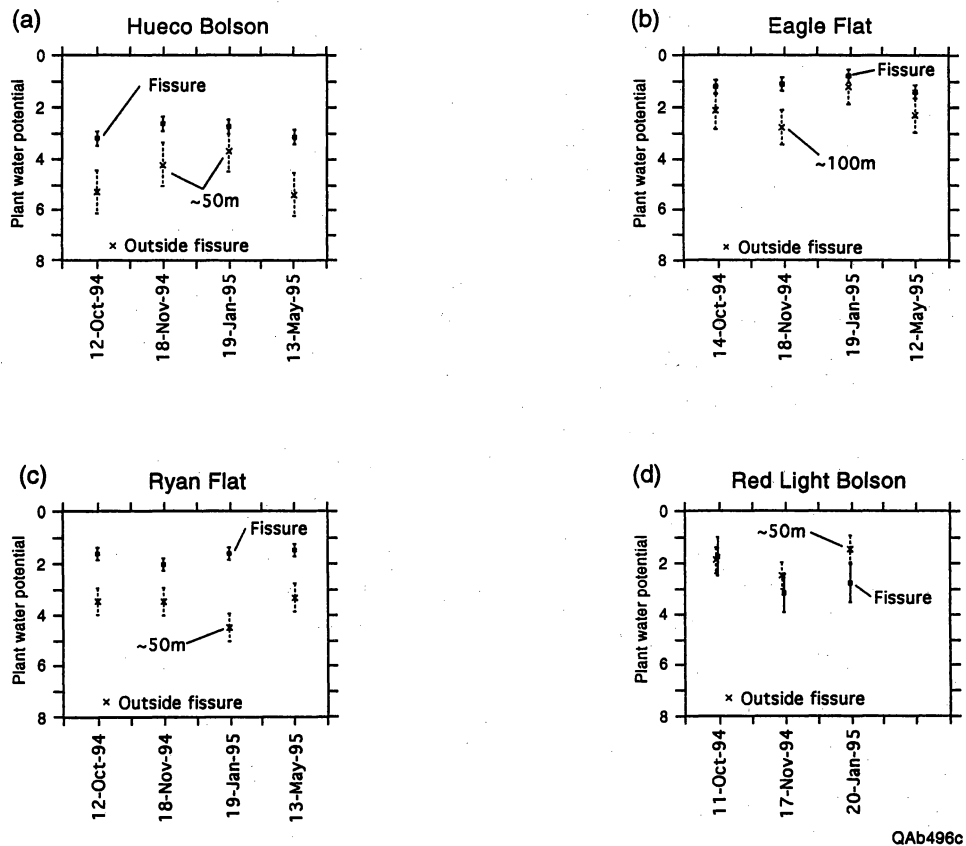 (a)
Hueco Bolson
Plant water potential
0
2
4
6
8
Fissure
~50m
× Outside fissure
12-Oct-94
18-Nov-94
19-Jan-95
13-May-95
(b)
Eagle Flat
Plant water potential
0
2
4
6
8
Fissure
~100m
× Outside fissure
14-Oct-94
18-Nov-94
19-Jan-95
12-May-95
(c)
Ryan Flat
Plant water potential
0
2
4
6
8
Fissure
~50m
× Outside fissure
12-Oct-94
18-Nov-94
19-Jan-95
13-May-95
(d)
Red Light Bolson
Plant water potential
0
2
4
6
8
~50m
Fissure
× Outside fissure
11-Oct-94
17-Nov-94
20-Jan-95
QAb496c